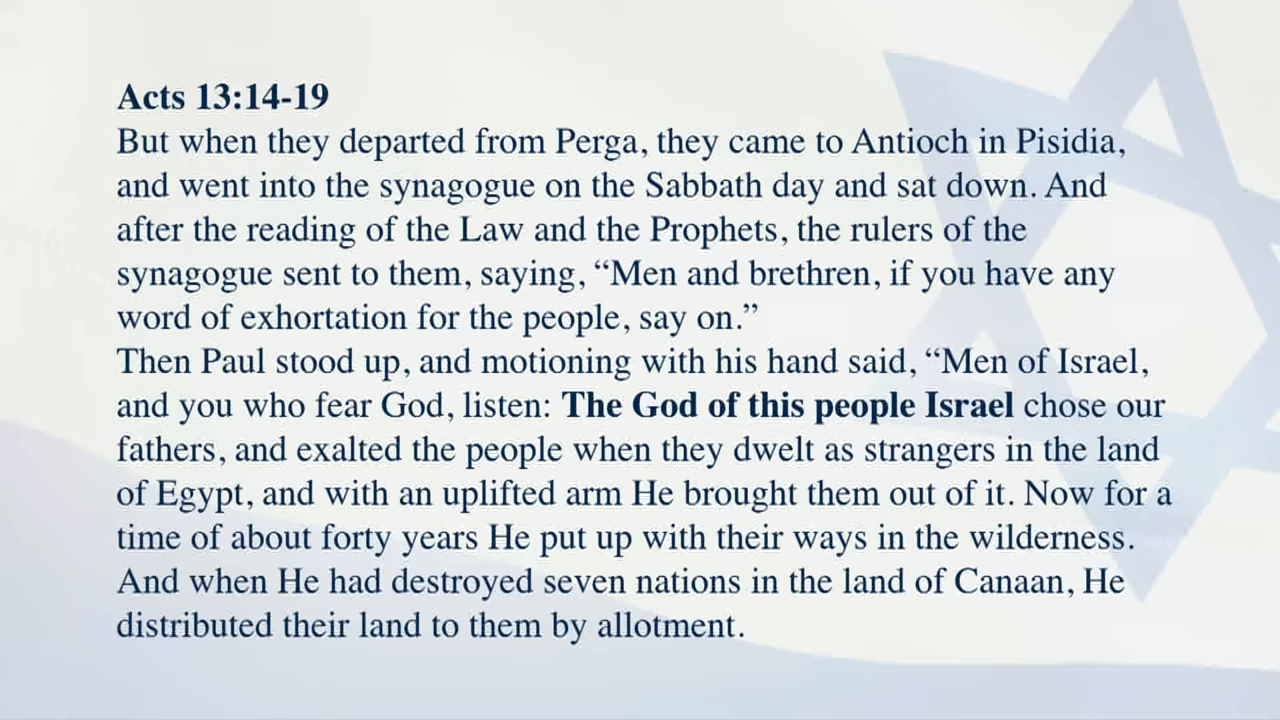 Acts 13:14-19
But when they departed from Perga, they came to Antioch in Pisidia,
and went into the synagogue on the Sabbath day and sat down. And
after the reading of the Law and the Prophets, the rulers of the
synagogue sent to them, saying, “Men and brethren, if you have any
word of exhortation for the people, say on.”
Then Paul stood up, and motioning with his hand said, “Men of Israel,
and you who fear God, listen: The God of this people Israel chose our
fathers, and exalted the people when they dwelt as strangers in the land
of Egypt, and with an uplifted arm He brought them out of it. Now for a
time of about forty years He put up with their ways in the wilderness.
And when He had destroyed seven nations in the land of Canaan, He
distributed their land to them by allotment.